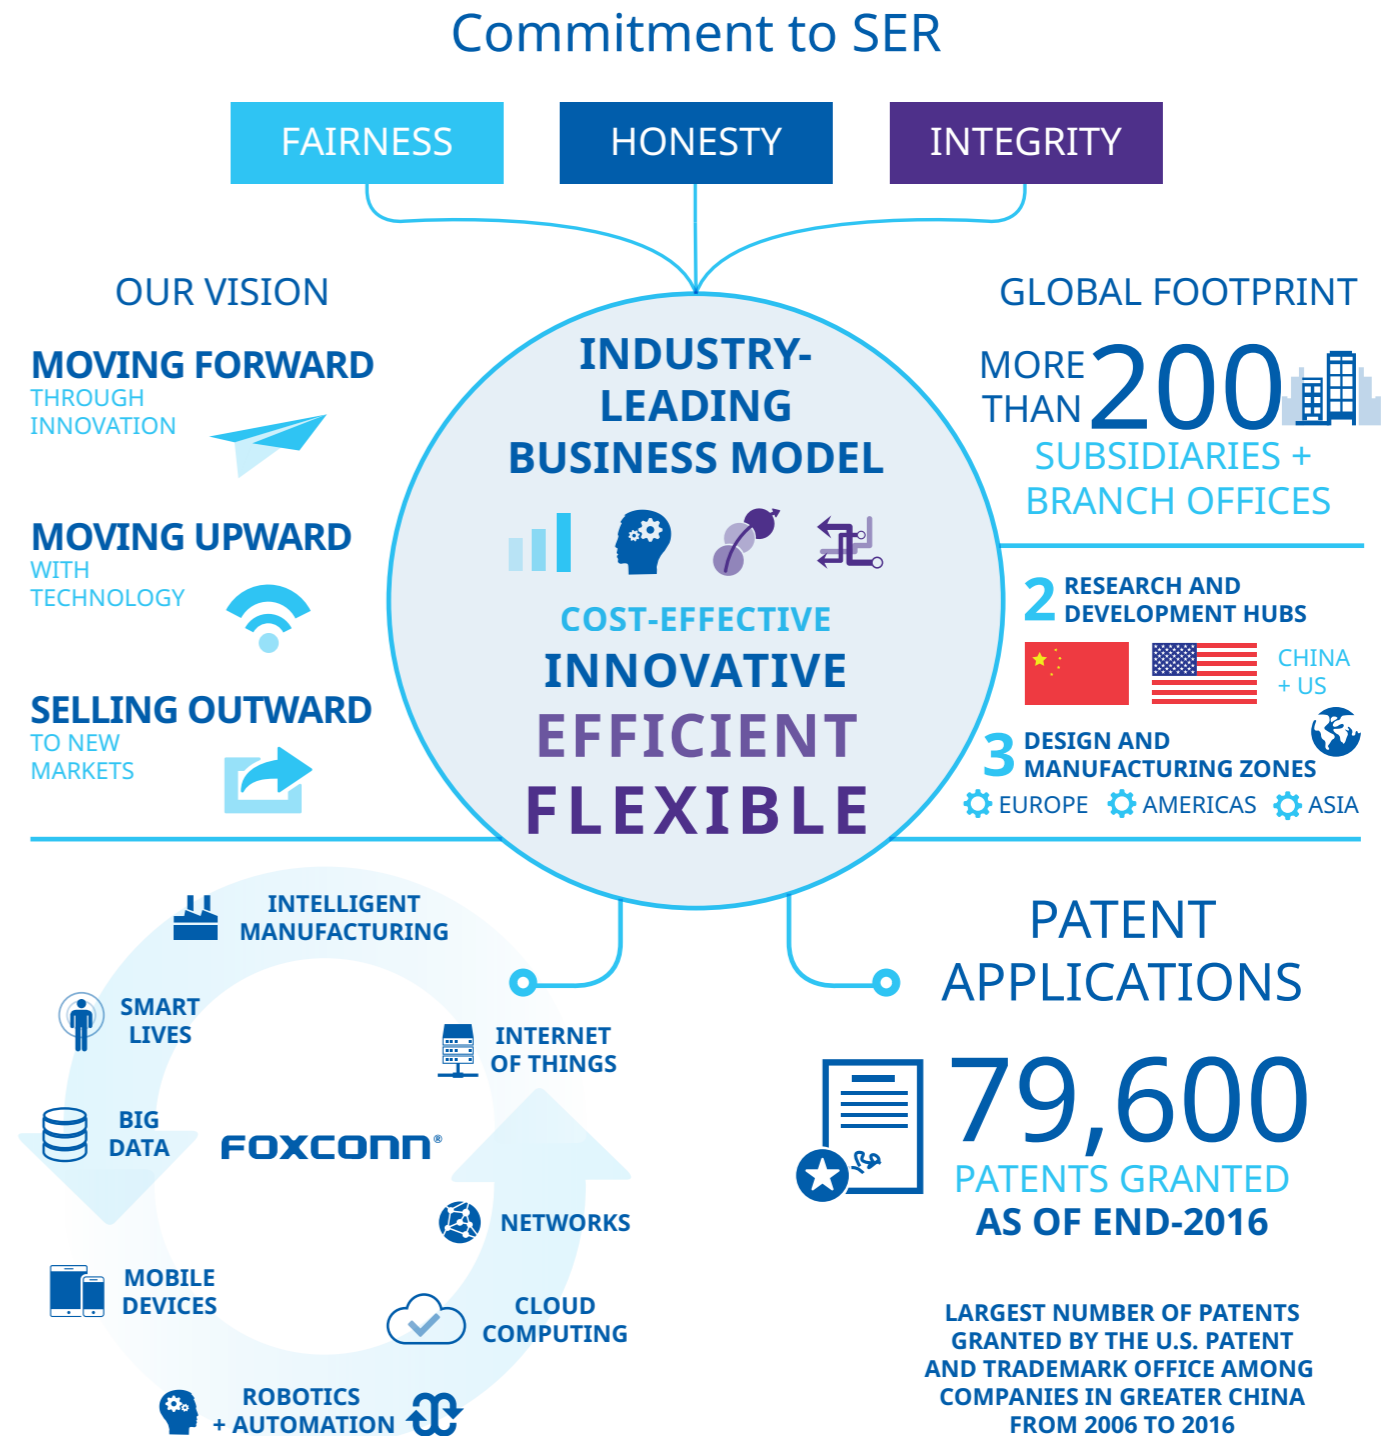 Commitment to SER
FAIRNESS
HONESTY
INTEGRITY
OUR VISION
MOVING FORWARD
THROUGH
INNOVATION
MOVING UPWARD
WITH
TECHNOLOGY
SELLING OUTWARD
TO NEW
MARKETS
INDUSTRY-
LEADING
BUSINESS MODEL
COST-EFFECTIVE
INNOVATIVE
EFFICIENT
FLEXIBLE
GLOBAL FOOTPRINT
MORE
THAN 200
SUBSIDIARIES +
BRANCH OFFICES
2 RESEARCH AND
DEVELOPMENT HUBS
CHINA
+ US
3 DESIGN AND
MANUFACTURING ZONES
EUROPE AMERICAS ASIA
INTELLIGENT
MANUFACTURING
SMART
LIVES
INTERNET
OF THINGS
BIG
DATA
FOXCONN®
NETWORKS
MOBILE
DEVICES
CLOUD
COMPUTING
ROBOTICS
+ AUTOMATION
PATENT
APPLICATIONS
79,600
PATENTS GRANTED
AS OF END-2016
LARGEST NUMBER OF PATENTS
GRANTED BY THE U.S. PATENT
AND TRADEMARK OFFICE AMONG
COMPANIES IN GREATER CHINA
FROM 2006 TO 2016